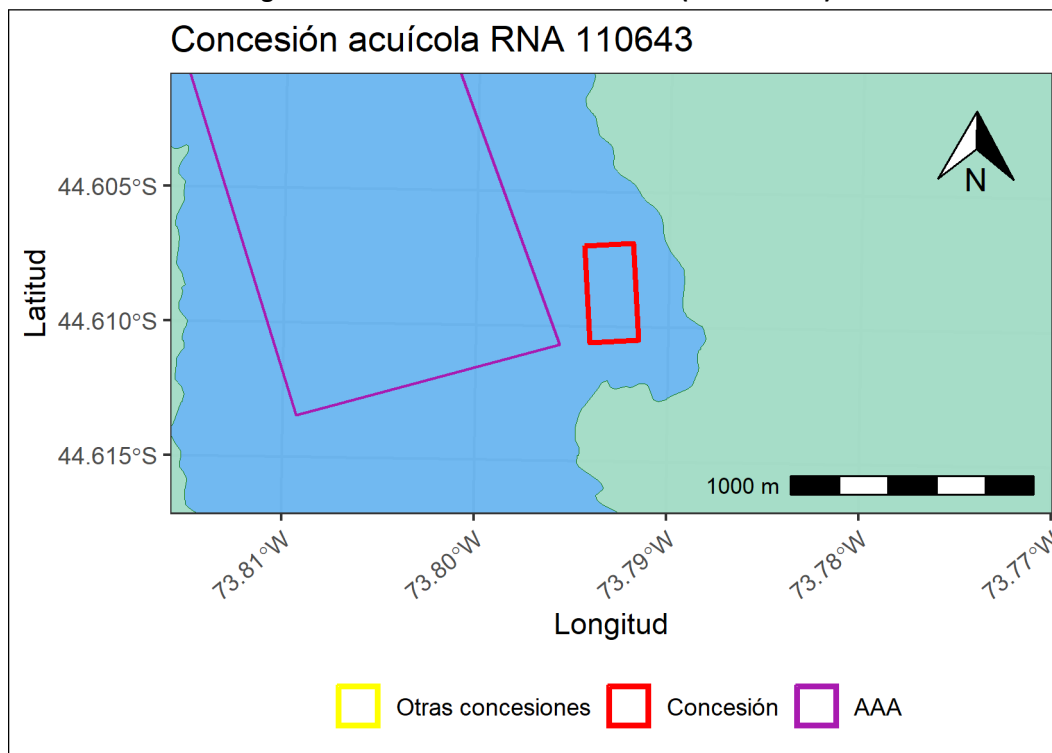 Concesión acuícola RNA 110643
N
44.605°S
44.610°S
44.615°S
Latitud
1000 m
73.81°W
73.80°W
73.79°W
73.78°W
73.77°W
Longitud
Otras concesiones
Concesión
AAA